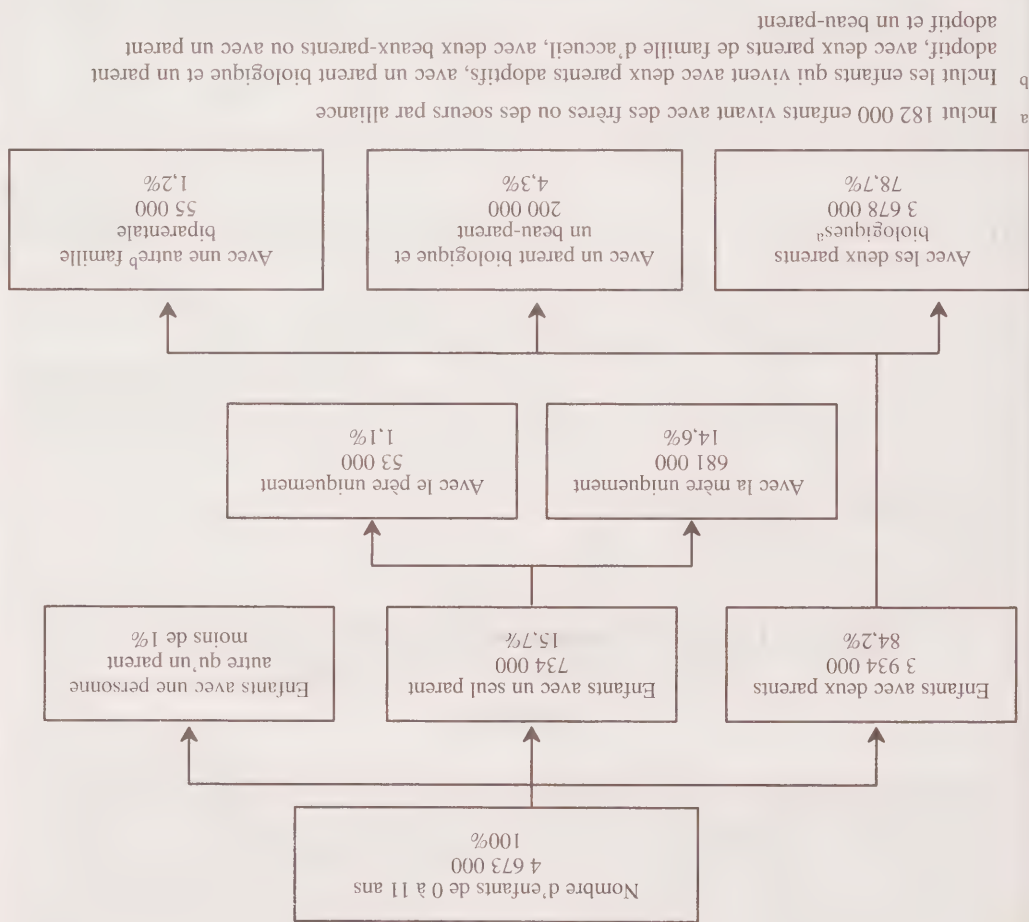 Nombre d'enfants de 0 à 11 ans
4 673 000
100%
Enfants avec deux parents
3 934 000
84,2%
Enfants avec un seul parent
734 000
15,7%
Enfants avec une personne
autre qu'un parent
moins de 1%
Avec la mère uniquement
681 000
14,6%
Avec le père uniquement
53 000
1,1%
Avec les deux parents
biologiquesᵃ
3 678 000
78,7%
Avec un parent biologique et
un beau-parent
200 000
4,3%
Avec une autreᵇ famille
biparentale
55 000
1,2%
ᵃ Inclut 182 000 enfants vivant avec des frères ou des soeurs par alliance
ᵇ Inclut les enfants qui vivent avec deux parents adoptifs, avec un parent biologique et un parent
adoptif, avec deux parents de famille d'accueil, avec deux beaux-parents ou avec un parent
adoptif et un beau-parent